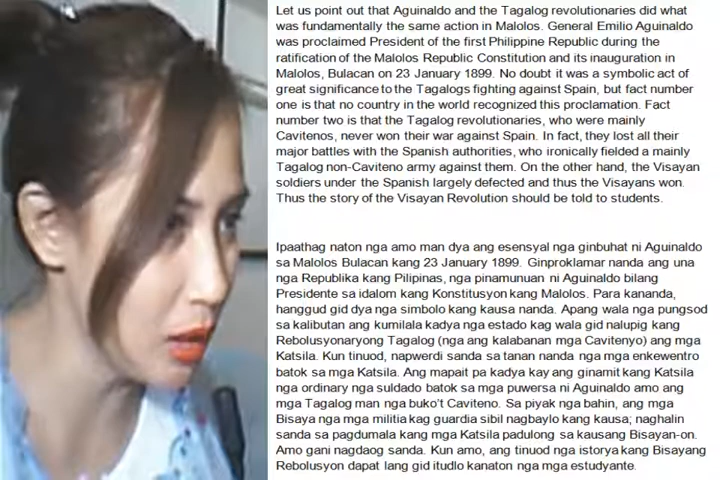 Let us point out that Aguinaldo and the Tagalog revolutionaries did what
was fundamentally the same action in Malolos. General Emilio Aguinaldo
was proclaimed President of the first Philippine Republic during the
ratification of the Malolos Republic Constitution and its inauguration in
Malolos, Bulacan on 23 January 1899. No doubt it was a symbolic act of
great significance to the Tagalogs fighting against Spain, but fact number
one is that no country in the world recognized this proclamation. Fact
number two is that the Tagalog revolutionaries, who were mainly
Cavitenos, never won their war against Spain. In fact, they lost all their
major battles with the Spanish authorities, who ironically fielded a mainly
Tagalog non-Caviteno army against them. On the other hand, the Visayan
soldiers under the Spanish largely defected and thus the Visayans won.
Thus the story of the Visayan Revolution should be told to students.
Ipaathag naton nga amo man dya ang esensyal nga ginbuhat ni Aguinaldo
sa Malolos Bulacan kang 23 January 1899. Ginproklamar nanda ang una
nga Republika kang Pilipinas, nga pinamunuan ni Aguinaldo bilang
Presidente sa idalom kang Konstitusyon kang Malolos. Para kananda,
hanggud gid dya nga simbolo kang kausa nanda. Apang wala nga pungsod
sa kalibutan ang kumilala kadya nga estado kag wala gid nalupig kang
Rebolusyonaryong Tagalog (nga ang kalabanan mga Cavitenyo) ang mga
Katsila. Kun tinuod, napwerdi sanda sa tanan nanda nga mga enkewentro
batok sa mga Katsila. Ang mapait pa kadya kay ang ginamit kang Katsila
nga ordinary nga suldado batok sa mga puwersa ni Aguinaldo amo ang
mga Tagalog man nga buko't Caviteno. Sa piyak nga bahin, ang mga
Bisaya nga mga militia kag guardia sibil nagbaylo kang kausa; naghalin
sanda sa pagdumala kang mga Katsila padulong sa kausang Bisayan-on.
Amo gani nagdaog sanda. Kun amo, ang tinuod nga istorya kang Bisayang
Rebolusyon dapat lang gid itudlo kanaton nga mga estudyante.